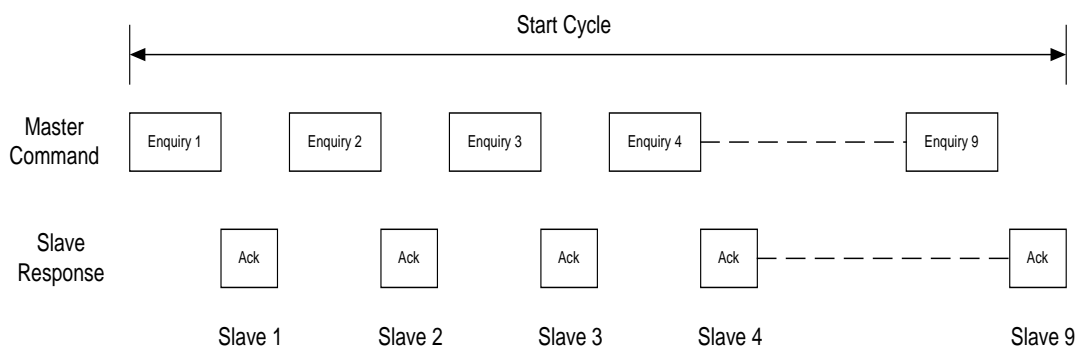 Start Cycle
Master
Command
Enquiry 1
Enquiry 2
Enquiry 3
Enquiry 4
Enquiry 9
Slave
Response
Ack
Ack
Ack
Ack
Ack
Slave 1
Slave 2
Slave 3
Slave 4
Slave 9